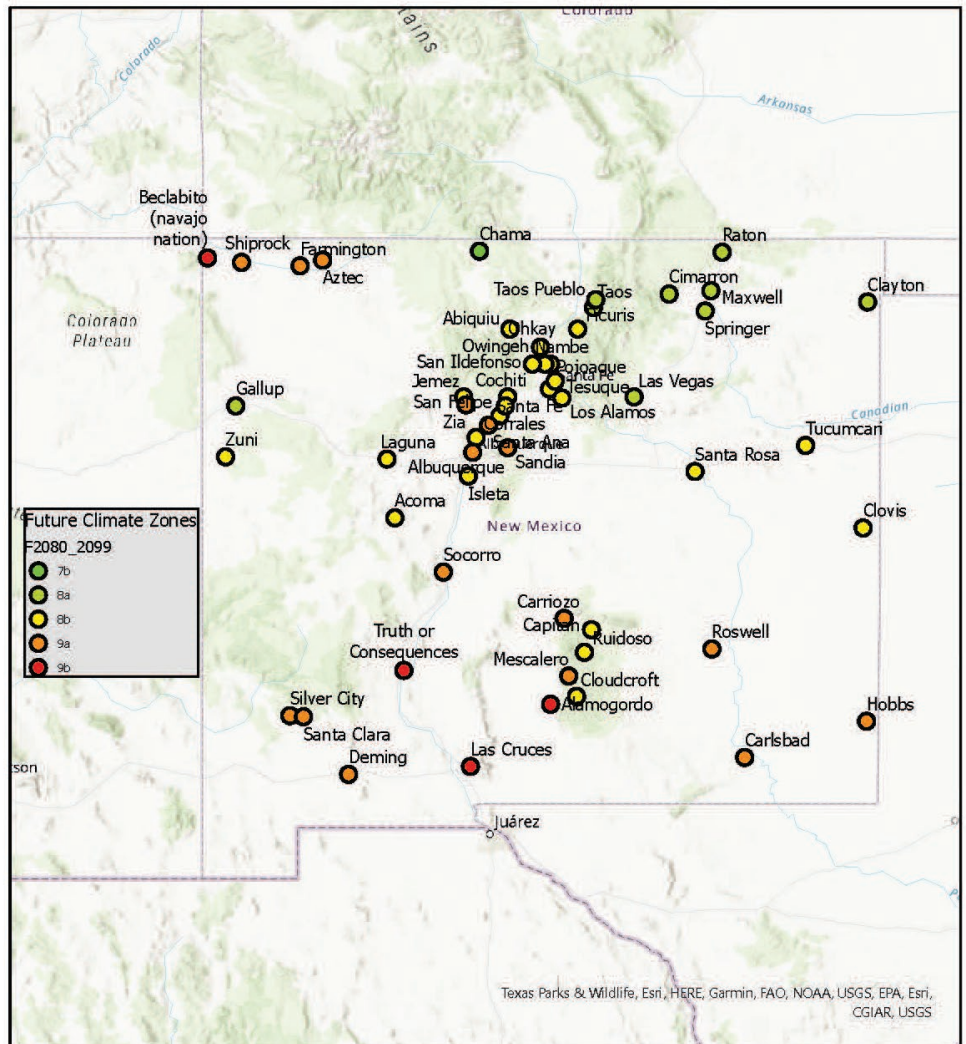 Colorado
tains
Colorado
Arkansas
Beclabito
(navajo
nation)
Shiprock
Farmington
Aztec
Chama
Raton
Cimarron
Maxwell
Springer
Clayton
Taos Pueblo
Taos
Picuris
Abiquiu
Ohkay
Owingeh
Nambe
San Ildefonso
Pojoaque
Santa Fe
Tesuque
Las Vegas
Los Alamos
Colorado
Plateau
Gallup
Jemez
Cochiti
San Felipe
Santa Fe
Zia
Corrales
Santa Ana
Albuquerque
Albuquerque
Sandia
Isleta
Canadian
Tucumcari
Santa Rosa
Zuni
Laguna
Acoma
New Mexico
Clovis
Socorro
Future Climate Zones
F2080_2099
7b
8a
8b
9a
9b
Carriozo
Capitan
Ruidoso
Truth or
Consequences
Mescalero
Cloudcroft
Alamogordo
Roswell
Silver City
Santa Clara
Deming
Las Cruces
Hobbs
Carlsbad
Juárez
Texas Parks & Wildlife, Esri, HERE, Garmin, FAO, NOAA, USGS, EPA, Esri,
CGIAR, USGS